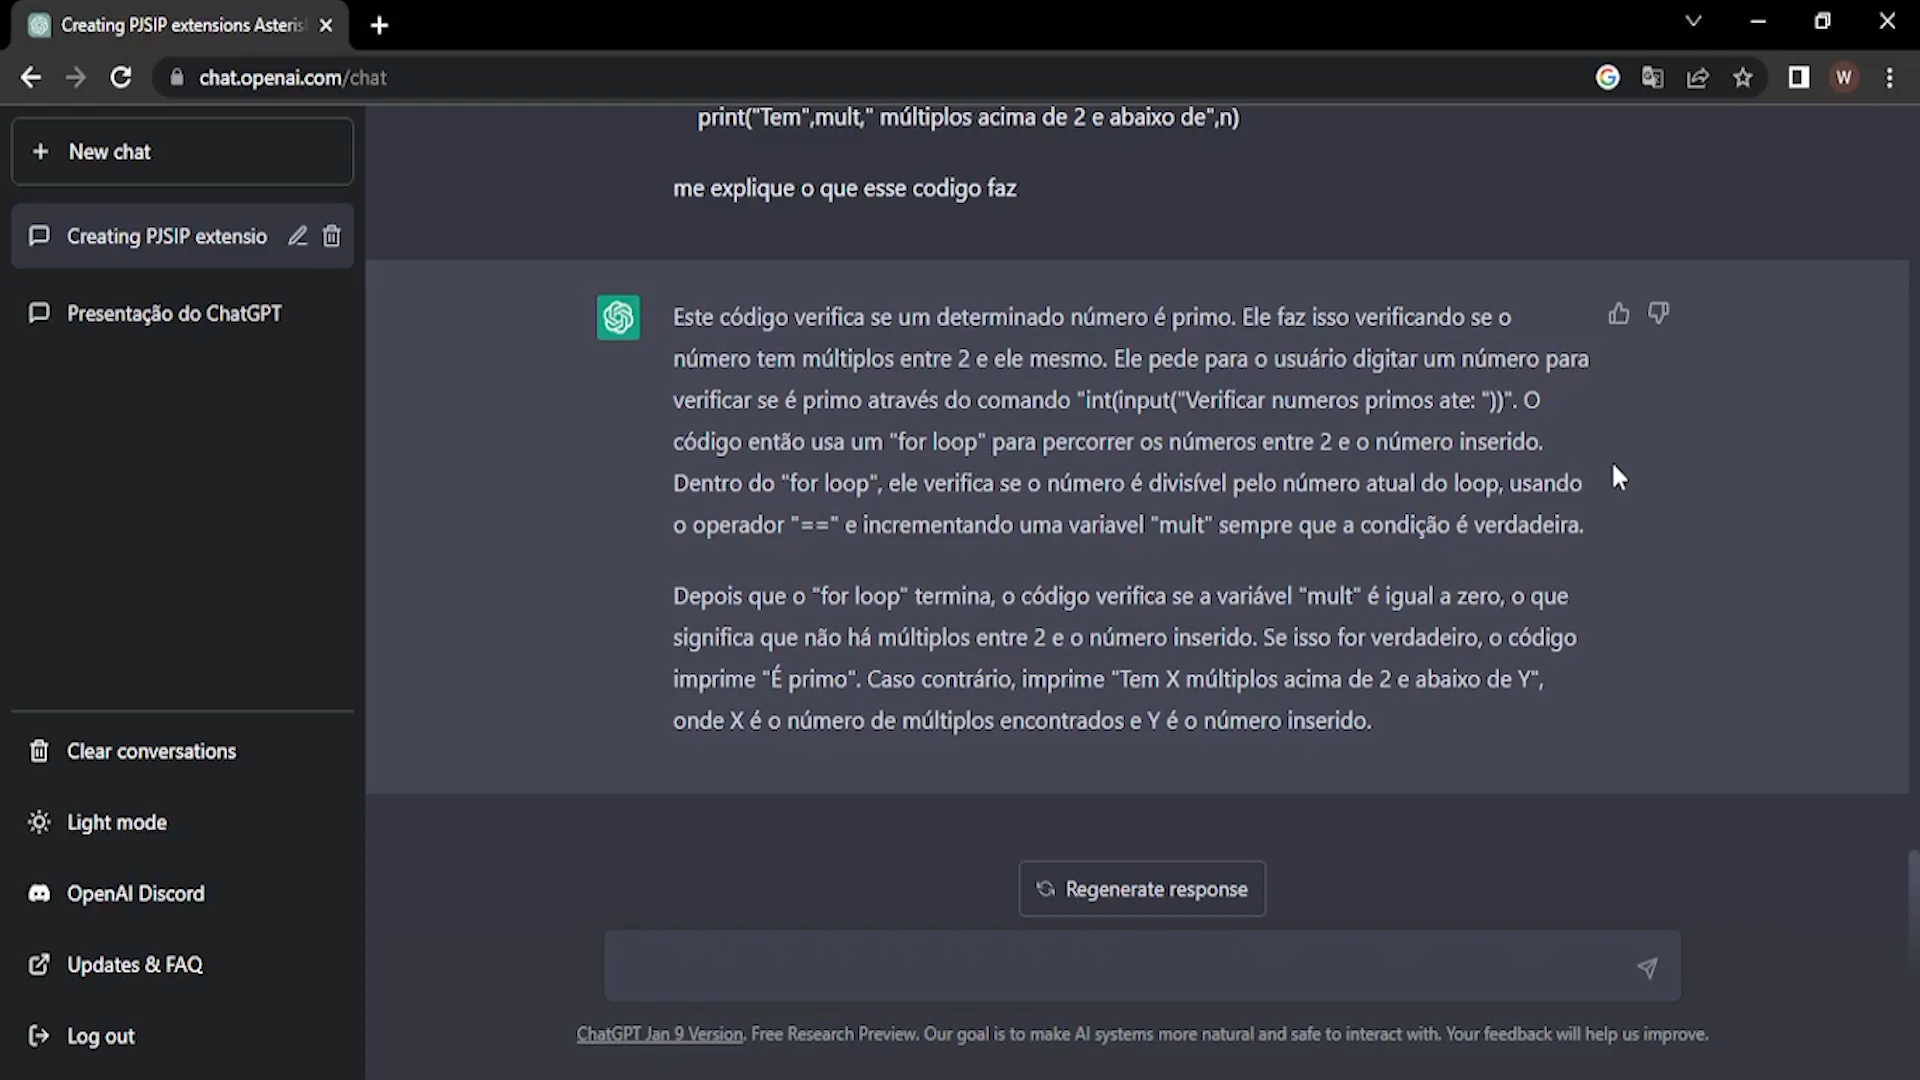 Creating PJSIP extensions Asteris
chat.openai.com/chat
W
New chat
Creating PJSIP extensio
Presentação do ChatGPT
Clear conversations
Light mode
OpenAI Discord
Updates & FAQ
Log out
print("Tem",mult," múltiplos acima de 2 e abaixo de",n)
me explique o que esse codigo faz
Este código verifica se um determinado número é primo. Ele faz isso verificando se o
número tem múltiplos entre 2 e ele mesmo. Ele pede para o usuário digitar um número para
verificar se é primo através do comando "int(input("Verificar numeros primos ate: "))". O
código então usa um "for loop" para percorrer os números entre 2 e o número inserido.
Dentro do "for loop", ele verifica se o número é divisível pelo número atual do loop, usando
o operador "==" e incrementando uma variavel "mult" sempre que a condição é verdadeira.
Depois que o "for loop" termina, o código verifica se a variável "mult" é igual a zero, o que
significa que não há múltiplos entre 2 e o número inserido. Se isso for verdadeiro, o código
imprime "É primo". Caso contrário, imprime "Tem X múltiplos acima de 2 e abaixo de Y",
onde X é o número de múltiplos encontrados e Y é o número inserido.
Regenerate response
ChatGPT Jan 9 Version. Free Research Preview. Our goal is to make AI systems more natural and safe to interact with. Your feedback will help us improve.